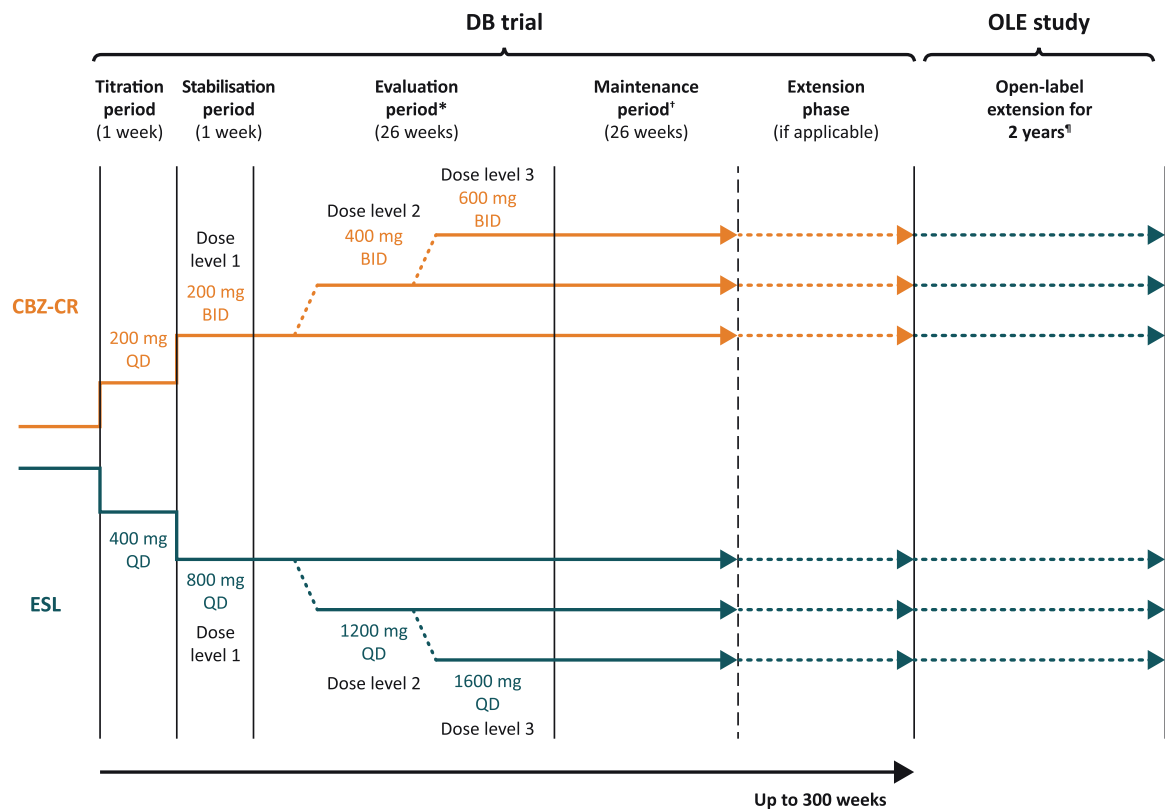 DB trial
OLE study
Titration
period
(1 week)
Stabilisation
period
(1 week)
Evaluation
period*
(26 weeks)
Maintenance
period†
(26 weeks)
Extension
phase
(if applicable)
Open-label
extension for
2 years¶
Dose level 3
600 mg
BID
Dose level 2
400 mg
BID
Dose
level 1
200 mg
BID
CBZ-CR
200 mg
QD
400 mg
QD
ESL
800 mg
QD
Dose
level 1
1200 mg
QD
Dose level 2
1600 mg
QD
Dose level 3
Up to 300 weeks